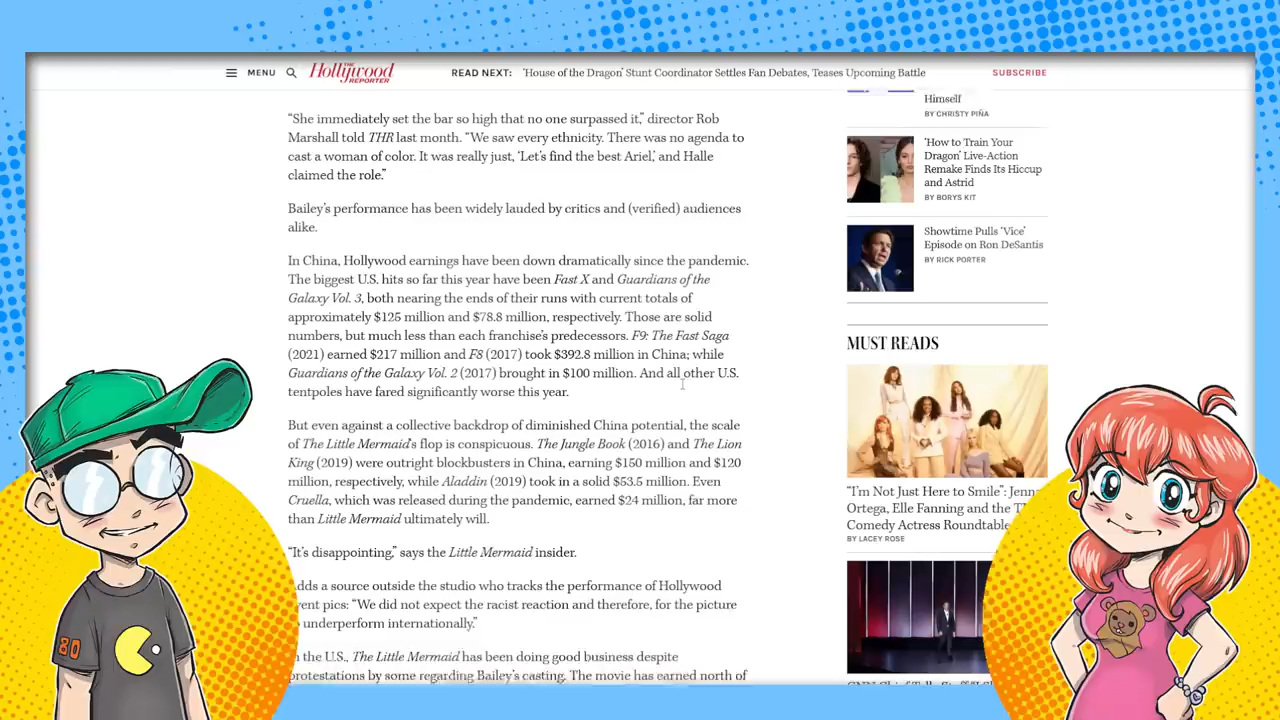 MENU
THE
Hollywood
REPORTER
READ NEXT: 'House of the Dragon' Stunt Coordinator Settles Fan Debates, Teases Upcoming Battle
SUBSCRIBE
“She immediately set the bar so high that no one surpassed it,” director Rob
Marshall told THR last month. “We saw every ethnicity. There was no agenda to
cast a woman of color. It was really just, ‘Let’s find the best Ariel,’ and Halle
claimed the role.”
Bailey’s performance has been widely lauded by critics and (verified) audiences
alike.
In China, Hollywood earnings have been down dramatically since the pandemic.
The biggest U.S. hits so far this year have been Fast X and Guardians of the
Galaxy Vol. 3, both nearing the ends of their runs with current totals of
approximately $125 million and $78.8 million, respectively. Those are solid
numbers, but much less than each franchise’s predecessors. F9: The Fast Saga
(2021) earned $217 million and F8 (2017) took $392.8 million in China; while
Guardians of the Galaxy Vol. 2 (2017) brought in $100 million. And all other U.S.
tentpoles have fared significantly worse this year.
But even against a collective backdrop of diminished China potential, the scale
of The Little Mermaid’s flop is conspicuous. The Jungle Book (2016) and The Lion
King (2019) were outright blockbusters in China, earning $150 million and $120
million, respectively, while Aladdin (2019) took in a solid $53.5 million. Even
Cruella, which was released during the pandemic, earned $24 million, far more
than Little Mermaid ultimately will.
“It’s disappointing,” says the Little Mermaid insider.
dds a source outside the studio who tracks the performance of Hollywood
vent pics: “We did not expect the racist reaction and therefore, for the picture
underperform internationally.”
n the U.S., The Little Mermaid has been doing good business despite
protestations by some regarding Bailey’s casting. The movie has earned north of
Himself
BY CHRISTY PIÑA
‘How to Train Your
Dragon’ Live-Action
Remake Finds Its Hiccup
and Astrid
BY BORYS KIT
Showtime Pulls ‘Vice’
Episode on Ron DeSantis
BY RICK PORTER
MUST READS
“I’m Not Just Here to Smile”: Jenn
Ortega, Elle Fanning and the T
Comedy Actress Roundtable
BY LACEY ROSE
80